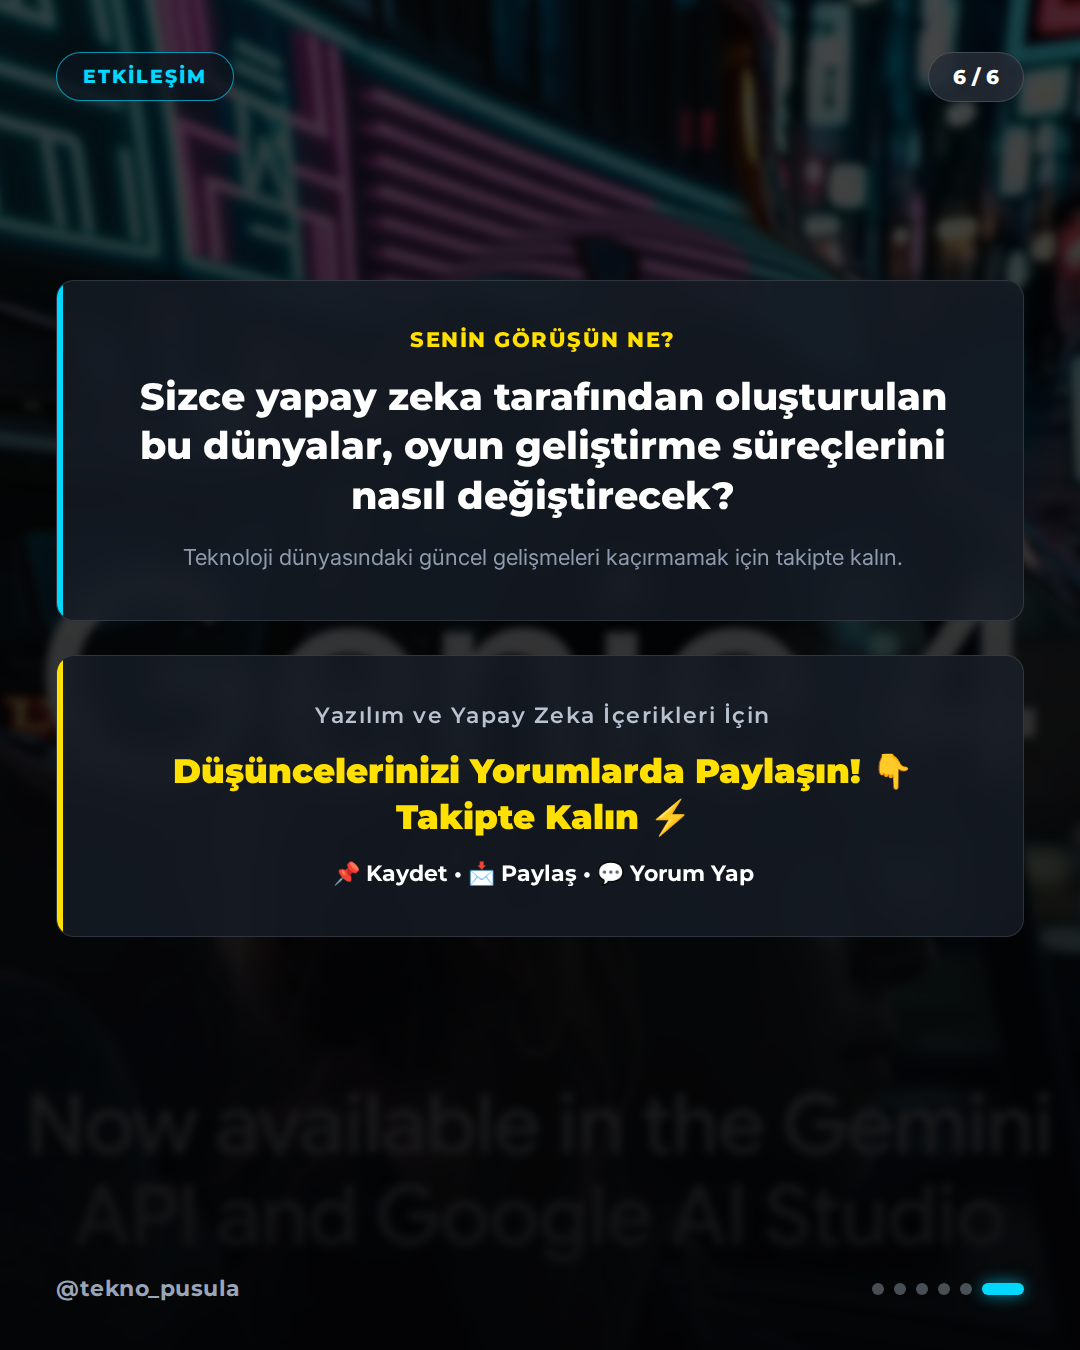 ETKİLEŞİM
6 / 6
SENİN GÖRÜŞÜN NE?
Sizce yapay zeka tarafından oluşturulan
bu dünyalar, oyun geliştirme süreçlerini
nasıl değiştirecek?
Teknoloji dünyasındaki güncel gelişmeleri kaçırmamak için takipte kalın.
Yazılım ve Yapay Zeka İçerikleri İçin
Düşüncelerinizi Yorumlarda Paylaşın! 👇
Takipte Kalın ⚡
📌 Kaydet • 📩 Paylaş • 💬 Yorum Yap
Now available in the Gemini
API and Google AI Studio
@tekno_pusula